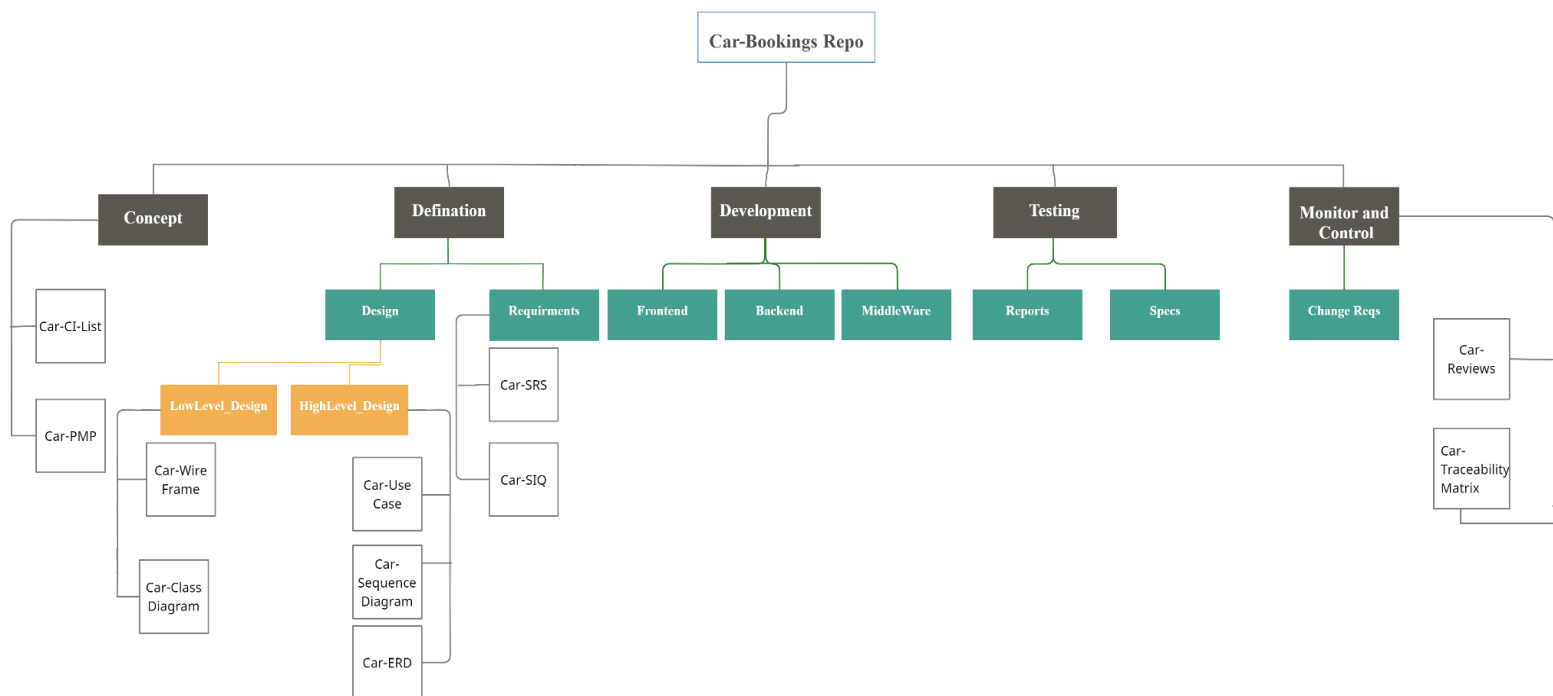 Car-Bookings Repo
Concept
Defination
Development
Testing
Monitor and
Control
Design
Requirments
Frontend
Backend
MiddleWare
Reports
Specs
Change Reqs
Car-CI-List
Car-PMP
LowLevel_Design
HighLevel_Design
Car-SRS
Car-SIQ
Car-Wire
Frame
Car-Class
Diagram
Car-Use
Case
Car-
Sequence
Diagram
Car-ERD
Car-
Reviews
Car-
Traceability
Matrix